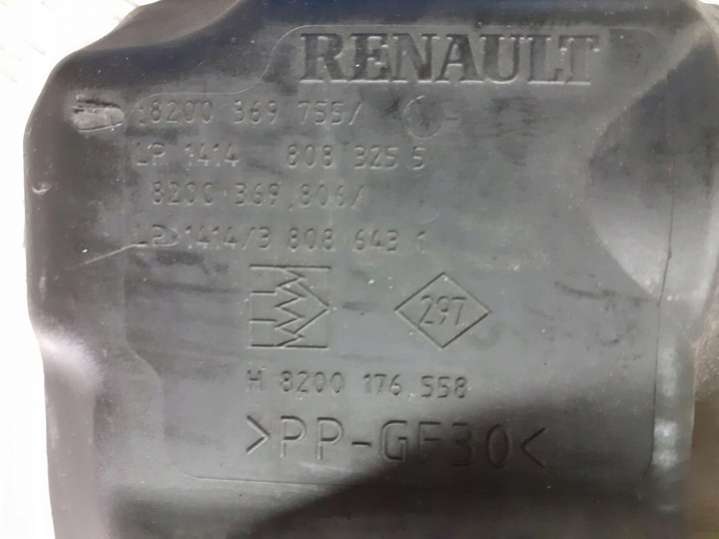 RENAULT
8200 369 755/
LP 1414 808 325 5
8200 369 806/
LP 1414/3 808 643 1
297
H 8200 176 558
>PP-GF30<